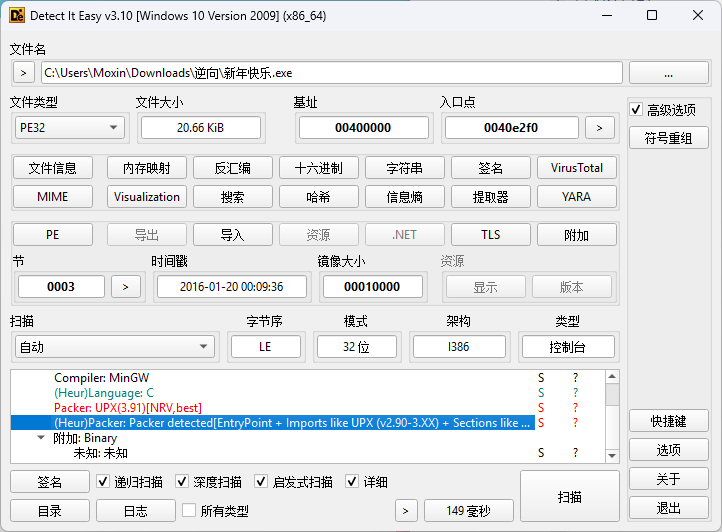 Detect It Easy v3.10 [Windows 10 Version 2009] (x86_64)
文件名
> C:\Users\Moxin\Downloads\逆向\新年快乐.exe ...
文件类型 文件大小 基址 入口点
PE32 20.66 KiB 00400000 0040e2f0 >
高级选项
符号重组
文件信息 内存映射 反汇编 十六进制 字符串 签名 VirusTotal
MIME Visualization 搜索 哈希 信息熵 提取器 YARA
PE 导出 导入 资源 .NET TLS 附加
节 时间戳 镜像大小 资源
0003 > 2016-01-20 00:09:36 00010000 显示 版本
扫描 字节序 模式 架构 类型
自动 LE 32 位 I386 控制台
Compiler: MinGW S ?
(Heur)Language: C S ?
Packer: UPX(3.91)[NRV,best] S ?
(Heur)Packer: Packer detected[EntryPoint + Imports like UPX (v2.90-3.XX) + Sections like ... S ?
附加: Binary
未知: 未知 S ?
快捷键
选项
关于
退出
签名 递归扫描 深度扫描 启发式扫描 详细
扫描
目录 日志 所有类型 > 149 毫秒